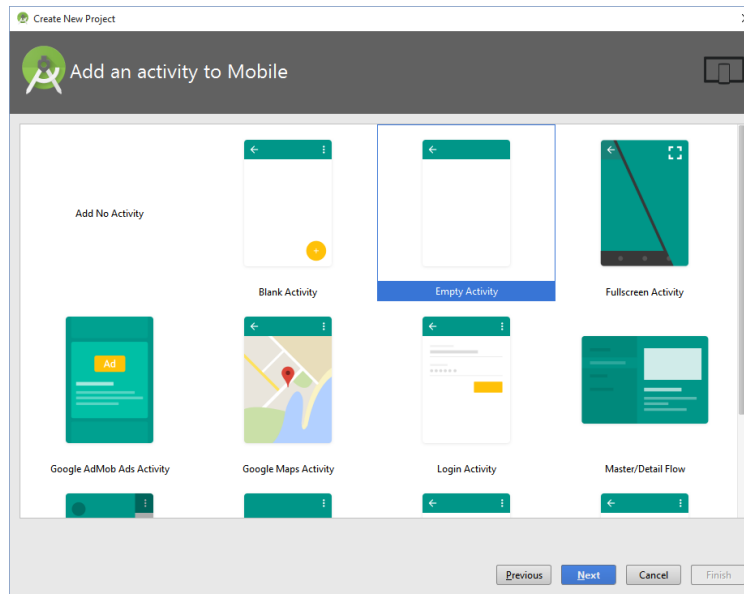 Create New Project
Add an activity to Mobile
Add No Activity
Blank Activity
Empty Activity
Fullscreen Activity
Ad
Google AdMob Ads Activity
Google Maps Activity
Login Activity
Master/Detail Flow
Previous
Next
Cancel
Finish